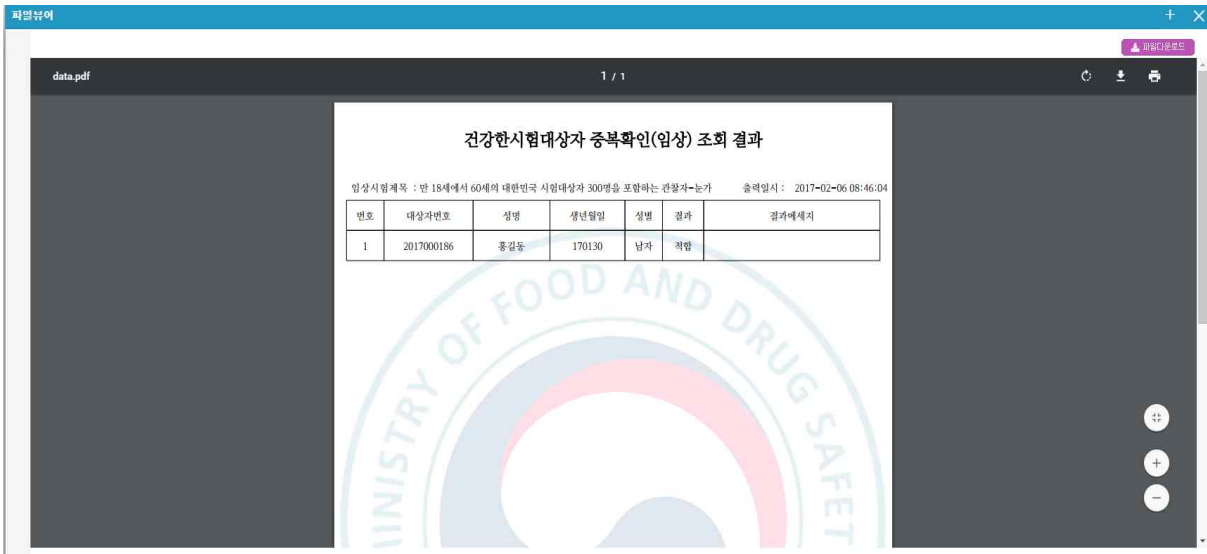 파일뷰어
파일다운로드
data.pdf
1 / 1
건강한시험대상자 중복확인(임상) 조회 결과
임상시험제목 : 만 18세에서 60세의 대한민국 시험대상자 300명을 포함하는 관찰자-눈가 출력일시 : 2017-02-06 08:46:04
번호 대상자번호 성명 생년월일 성별 결과 결과메세지
1 2017000186 홍길동 170130 남자 적합
MINISTRY OF FOOD AND DRUG SAFET